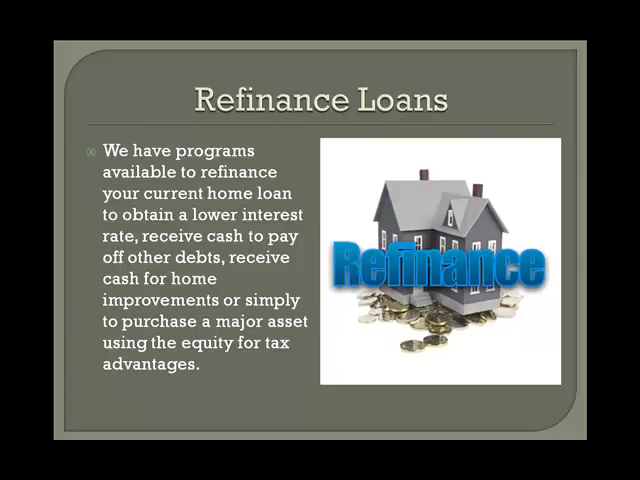 Refinance Loans
We have programs
available to refinance
your current home loan
to obtain a lower interest
rate, receive cash to pay
off other debts, receive
cash for home
improvements or simply
to purchase a major asset
using the equity for tax
advantages.
Refinance